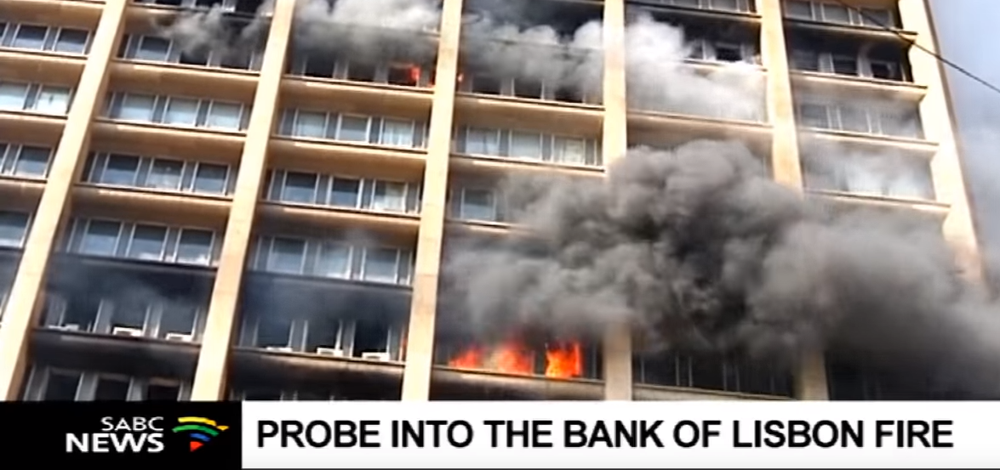 SABC
NEWS
PROBE INTO THE BANK OF LISBON FIRE